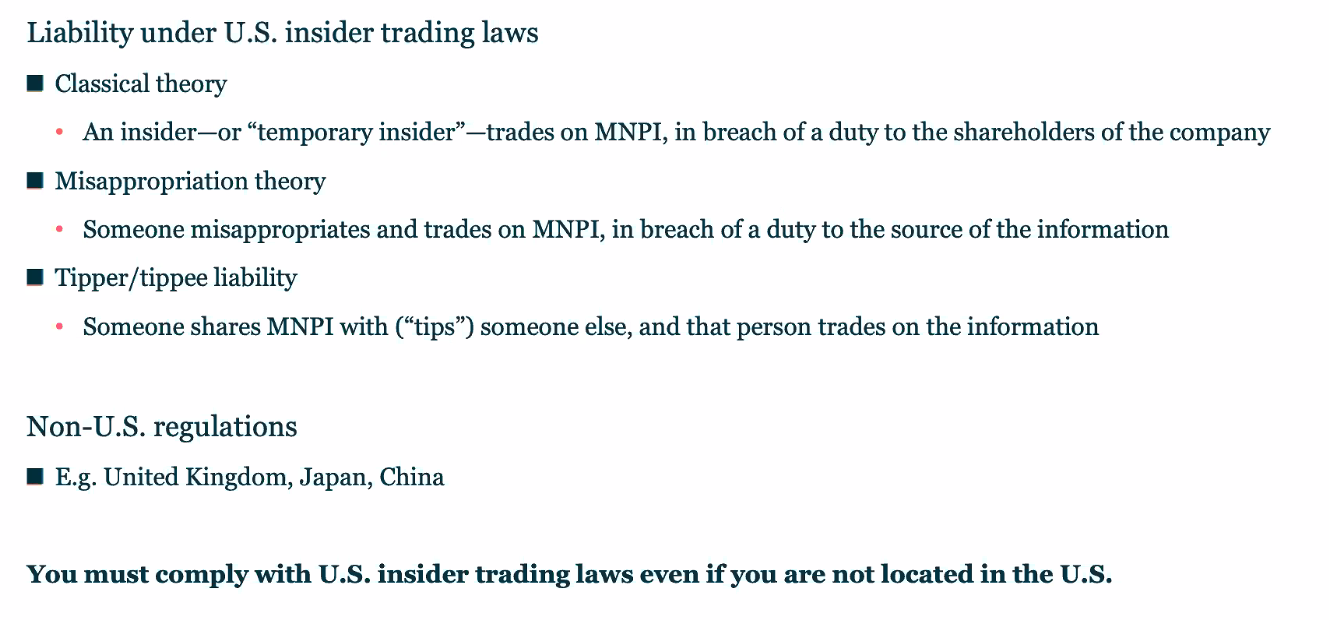 Liability under U.S. insider trading laws
■ Classical theory
• An insider—or “temporary insider”—trades on MNPI, in breach of a duty to the shareholders of the company
■ Misappropriation theory
• Someone misappropriates and trades on MNPI, in breach of a duty to the source of the information
■ Tipper/tippee liability
• Someone shares MNPI with (“tips”) someone else, and that person trades on the information
Non-U.S. regulations
■ E.g. United Kingdom, Japan, China
You must comply with U.S. insider trading laws even if you are not located in the U.S.